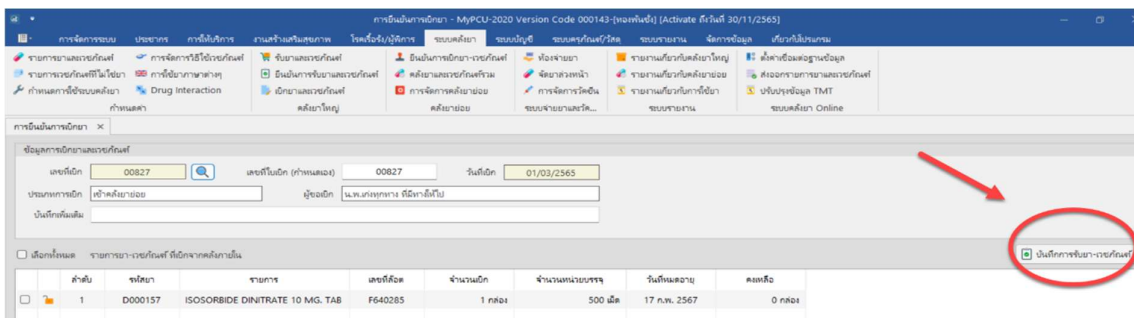 การยืนยันการเบิกยา - MyPCU-2020 Version Code 000143-[ทองพันชั่ง] [Activate ถึงวันที่ 30/11/2565]
การจัดการระบบ ประชากร การให้บริการ งานสร้างเสริมสุขภาพ โรคเรื้อรัง/ผู้พิการ ระบบคลังยา ระบบบัญชี ระบบครุภัณฑ์/วัสดุ ระบบรายงาน จัดการข้อมูล เกี่ยวกับโปรแกรม
รายการยาและเวชภัณฑ์ การจัดการวิธีใช้เวชภัณฑ์ รับยาและเวชภัณฑ์ ยืนยันการเบิกยา-เวชภัณฑ์ ห้องจ่ายยา รายงานเกี่ยวกับคลังยาใหญ่ ตั้งค่าเชื่อมต่อฐานข้อมูล
รายการเวชภัณฑ์ที่ไม่ใช่ยา การใช้ยาภาษาต่างๆ ยืนยันการรับยาและเวชภัณฑ์ คลังยาและเวชภัณฑ์รวม จัดยาล่วงหน้า รายงานเกี่ยวกับคลังยาย่อย ส่งออกรายการยาและเวชภัณฑ์
กำหนดการใช้ระบบคลังยา Drug Interaction เบิกยาและเวชภัณฑ์ การจัดการคลังยาย่อย การจัดการวัคซีน รายงานเกี่ยวกับการใช้ยา ปรับปรุงข้อมูล TMT
กำหนดค่า คลังยาใหญ่ คลังยาย่อย ระบบจ่ายยาและวัค... ระบบรายงาน ระบบคลังยา Online
การยืนยันการเบิกยา ×
ข้อมูลการเบิกยาและเวชภัณฑ์
เลขที่เบิก 00827 เลขที่ใบเบิก (กำหนดเอง) 00827 วันที่เบิก 01/03/2565
ประเภทการเบิก เข้าคลังยาย่อย ผู้ขอเบิก น.พ.เก่งทุกทาง ที่มีทางให้ไป
บันทึกเพิ่มเติม
เลือกทั้งหมด รายการยา-เวชภัณฑ์ ที่เบิกจากคลังภายใน บันทึกการรับยา-เวชภัณฑ์
ลำดับ รหัสยา รายการ เลขที่ล็อต จำนวนเบิก จำนวนหน่วยบรรจุ วันที่หมดอายุ คงเหลือ
1 D000157 ISOSORBIDE DINITRATE 10 MG. TAB F640285 1 กล่อง 500 เม็ด 17 ก.พ. 2567 0 กล่อง